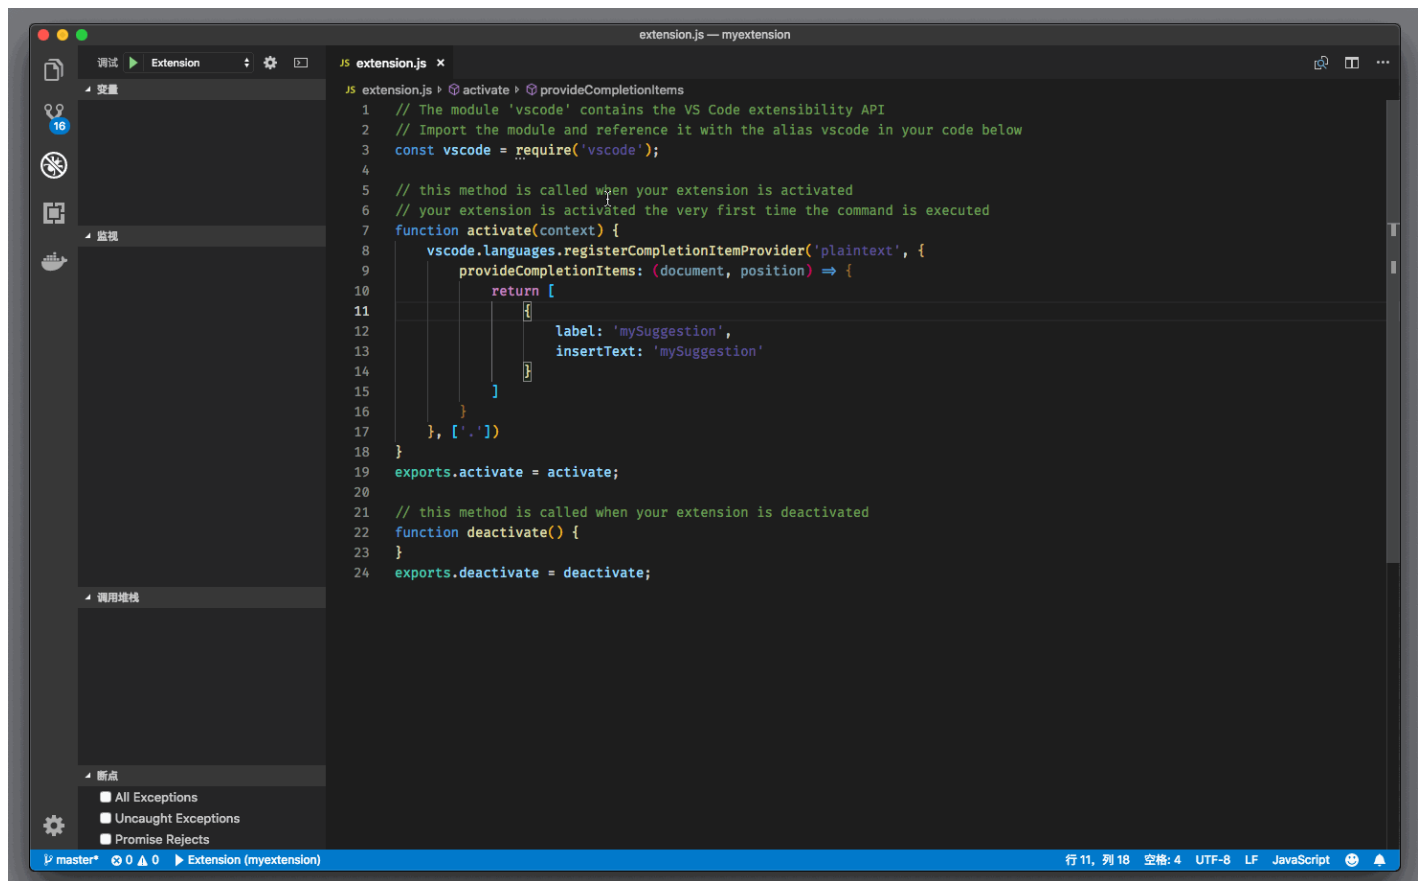 extension.js — myextension
调试 Extension
变量
16
监视
调用堆栈
断点
All Exceptions
Uncaught Exceptions
Promise Rejects
JS extension.js ×
JS extension.js activate provideCompletionItems
1 // The module 'vscode' contains the VS Code extensibility API
2 // Import the module and reference it with the alias vscode in your code below
3 const vscode = require('vscode');
4
5 // this method is called when your extension is activated
6 // your extension is activated the very first time the command is executed
7 function activate(context) {
8 vscode.languages.registerCompletionItemProvider('plaintext', {
9 provideCompletionItems: (document, position) => {
10 return [
11 {
12 label: 'mySuggestion',
13 insertText: 'mySuggestion'
14 }
15 ]
16 }
17 }, ['.'])
18 }
19 exports.activate = activate;
20
21 // this method is called when your extension is deactivated
22 function deactivate() {
23 }
24 exports.deactivate = deactivate;
master* 0 0 Extension (myextension) 行 11, 列 18 空格: 4 UTF-8 LF JavaScript